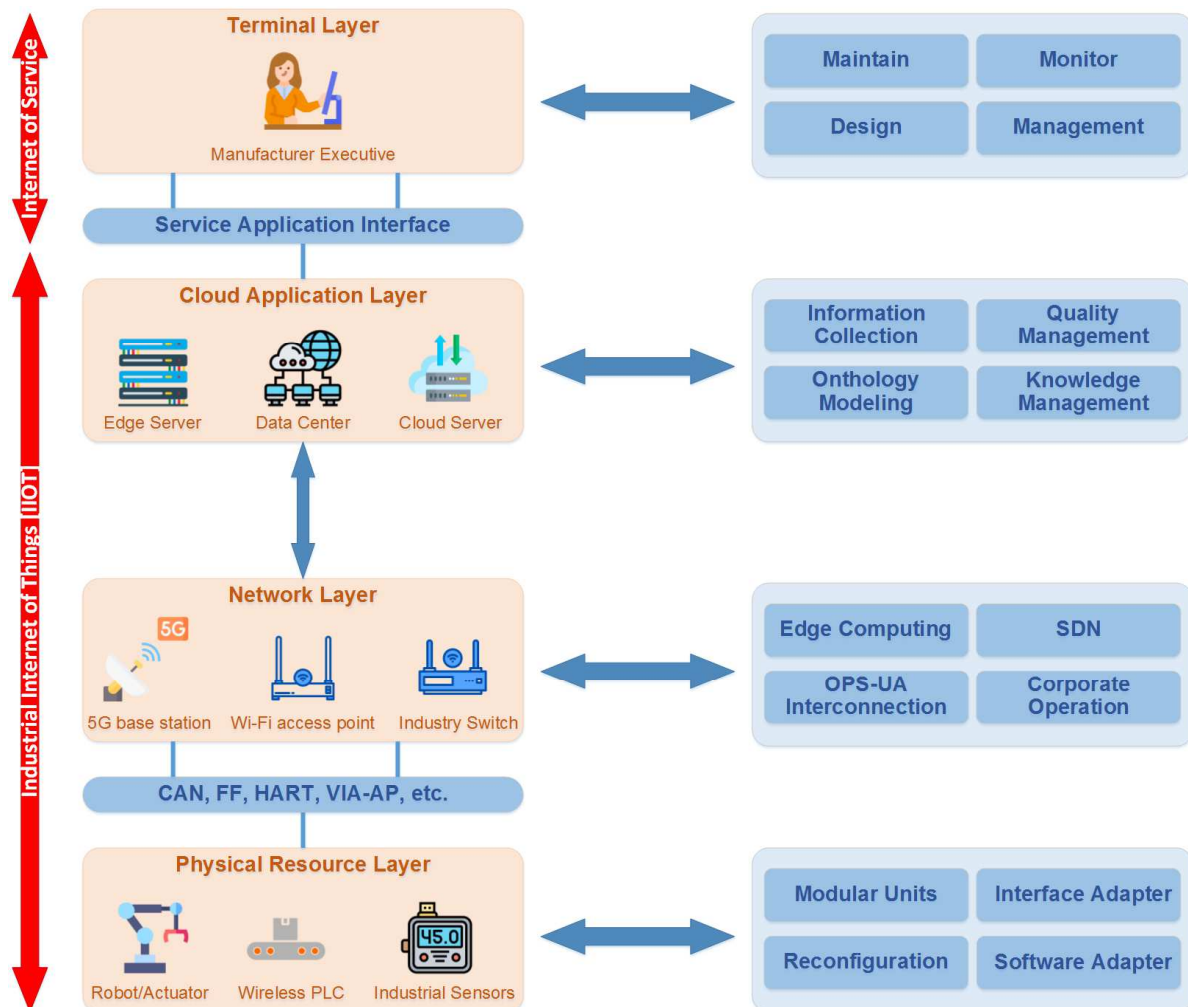 Internet of Service
Terminal Layer
Manufacturer Executive
Maintain
Monitor
Design
Management
Service Application Interface
Industrial Internet of Things [IIOT]
Cloud Application Layer
Edge Server
Data Center
Cloud Server
Information
Collection
Quality
Management
Onthology
Modeling
Knowledge
Management
Network Layer
5G
5G base station
Wi-Fi access point
Industry Switch
Edge Computing
SDN
OPS-UA
Interconnection
Corporate
Operation
CAN, FF, HART, VIA-AP, etc.
Physical Resource Layer
45.0
Robot/Actuator
Wireless PLC
Industrial Sensors
Modular Units
Interface Adapter
Reconfiguration
Software Adapter